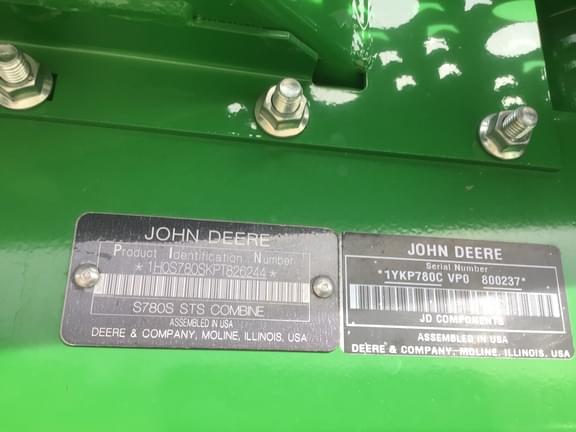 JOHN DEERE
Product Identification Number
*1H0S780SKPT826244*
S780S STS COMBINE
ASSEMBLED IN USA
DEERE & COMPANY, MOLINE, ILLINOIS, USA
JOHN DEERE
Serial Number
*1YKP780C VP0 800237*
JD COMPONENTS
ASSEMBLED IN USA
DEERE & COMPANY, MOLINE, ILLINOIS, USA